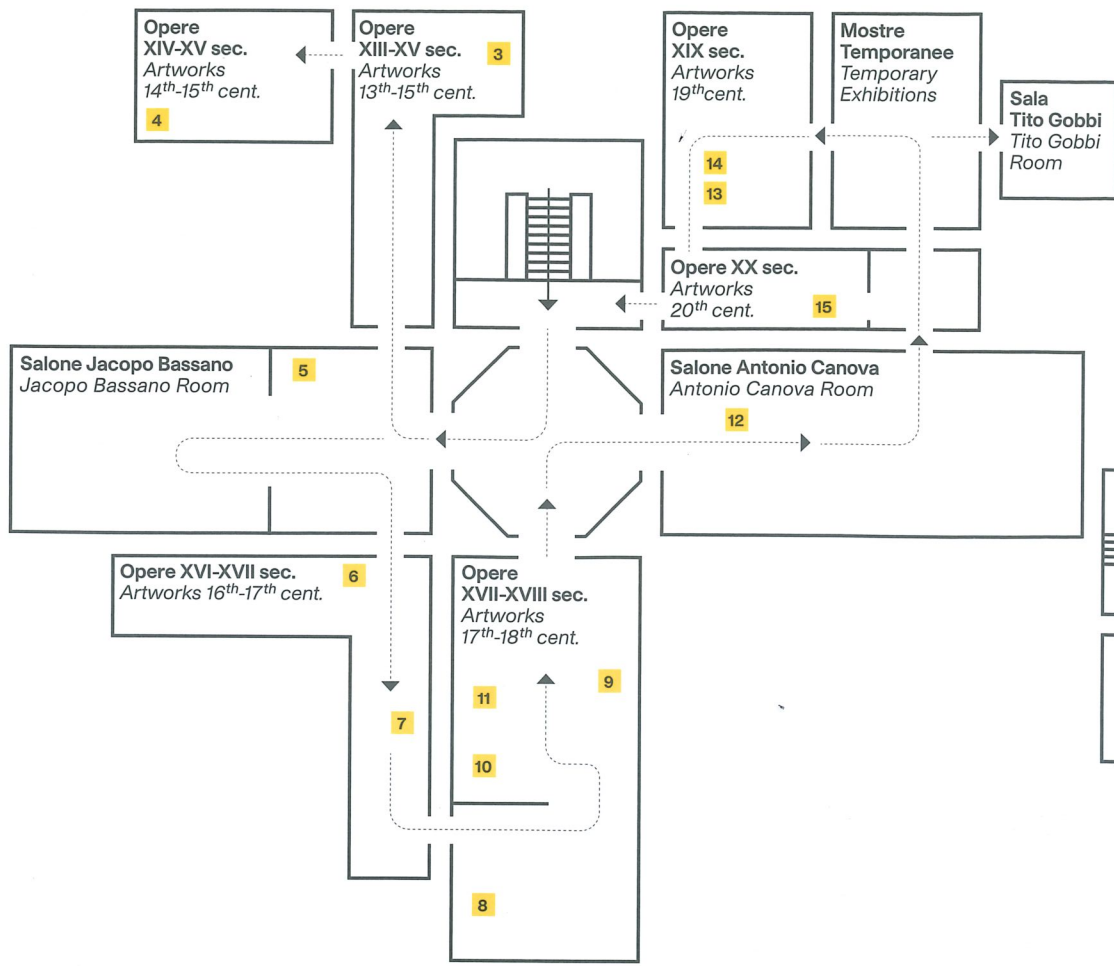 Opere
XIV-XV sec.
Artworks
14th-15th cent.
4
Opere
XIII-XV sec.
Artworks
13th-15th cent.
3
Opere
XIX sec.
Artworks
19th cent.
14
13
Mostre
Temporanee
Temporary
Exhibitions
Sala
Tito Gobbi
Tito Gobbi
Room
Opere XX sec.
Artworks
20th cent.
15
Salone Jacopo Bassano
Jacopo Bassano Room
5
Salone Antonio Canova
Antonio Canova Room
12
Opere XVI-XVII sec.
Artworks 16th-17th cent.
6
7
Opere
XVII-XVIII sec.
Artworks
17th-18th cent.
9
11
10
8